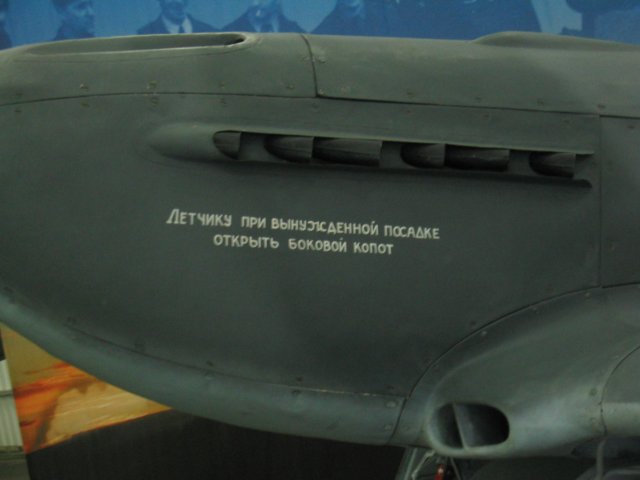 Летчику при вынужденной посадке
открыть боковой копот